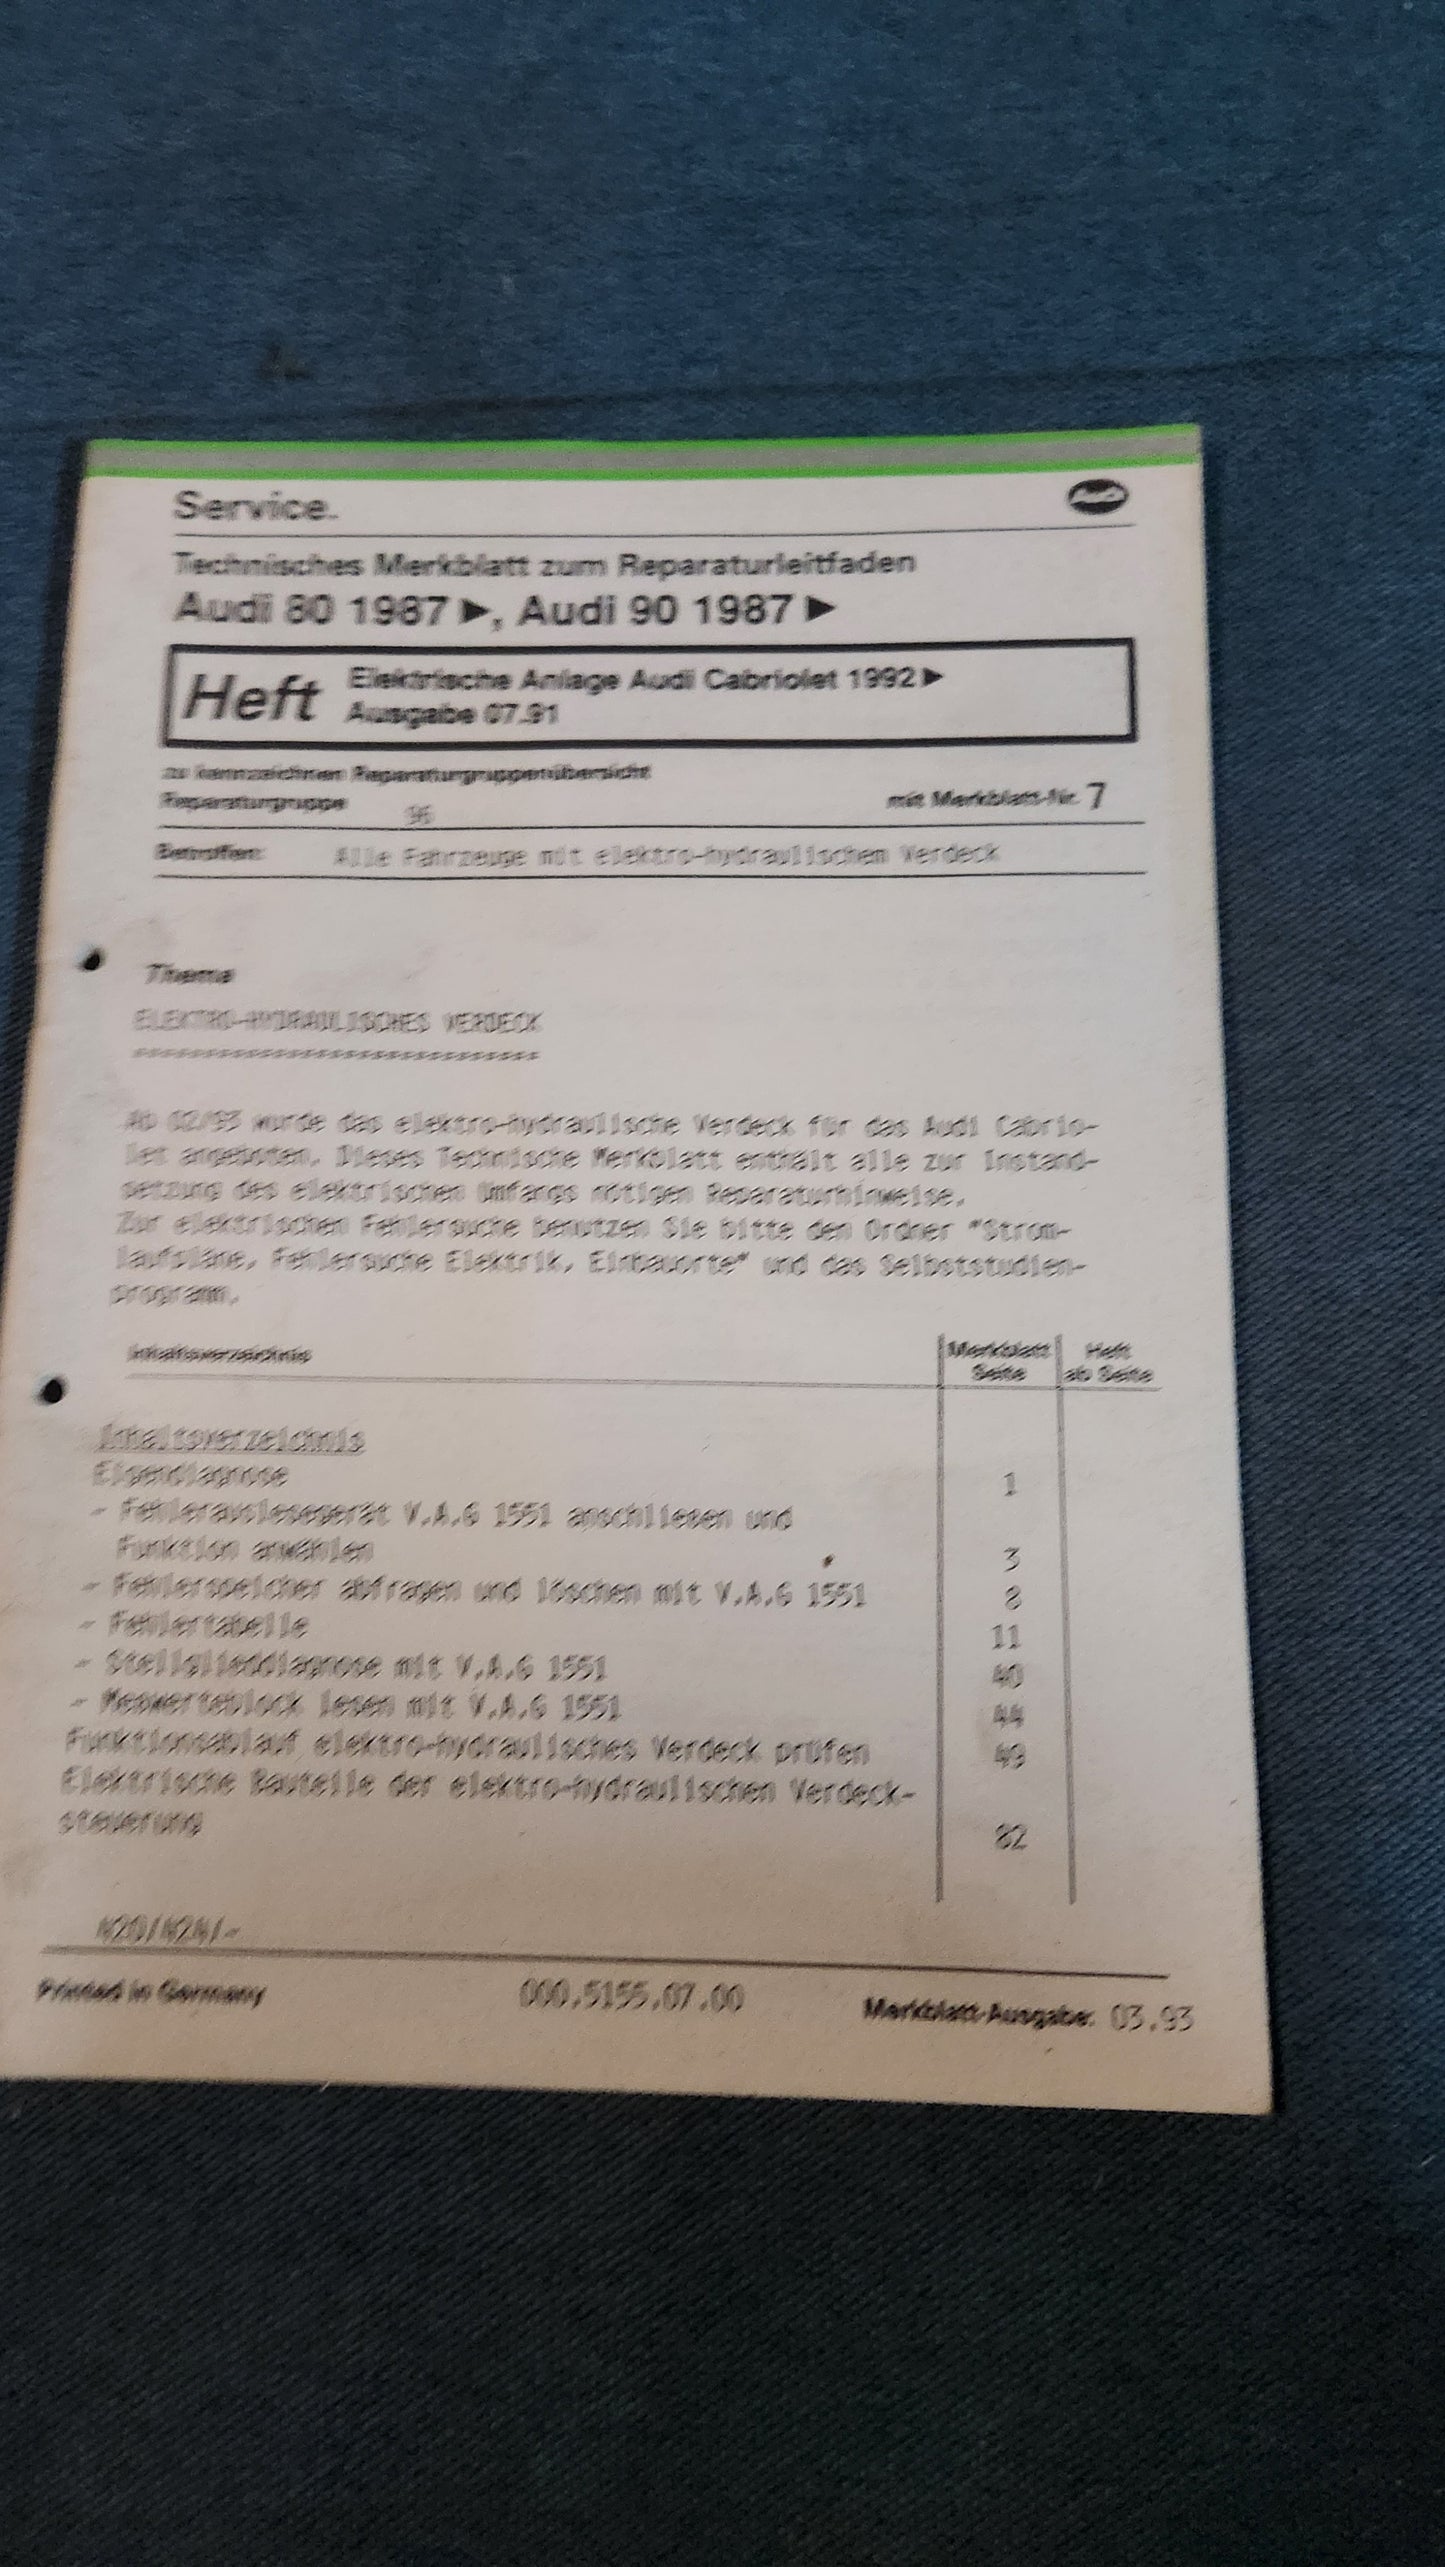 Service.
Audi
Technisches Merkblatt zum Reparaturleitfaden
Audi 80 1987 ►, Audi 90 1987 ►
Heft
Elektrische Anlage Audi Cabriolet 1992 ►
Ausgabe 07.91
zu kennzeichnen Reparaturgruppenübersicht
Reparaturgruppe 96 mit Merkblatt-Nr. 7
Betroffen: Alle Fahrzeuge mit elektro-hydraulischem Verdeck
Thema
ELEKTRO-HYDRAULISCHES VERDECK
Ab 02/93 wurde das elektro-hydraulische Verdeck für das Audi Cabrio-
let angeboten. Dieses Technische Merkblatt enthält alle zur Instand-
setzung des elektrischen Umfangs nötigen Reparaturhinweise.
Zur elektrischen Fehlersuche benutzen Sie bitte den Ordner "Strom-
laufpläne, Fehlersuche Elektrik, Einbauorte" und das Selbststudien-
programm.
Inhaltsverzeichnis Merkblatt Seite Heft ab Seite
Inhaltsverzeichnis
Eigendiagnose 1
- Fehlerauslesegerät V.A.G 1551 anschließen und
Funktion anwählen 3
- Fehlerspeicher abfragen und löschen mit V.A.G 1551 8
- Fehlertabelle 11
- Stellglieddiagnose mit V.A.G 1551 40
- Meßwerteblock lesen mit V.A.G 1551 44
Funktionsablauf elektro-hydraulisches Verdeck prüfen 49
Elektrische Bauteile der elektro-hydraulischen Verdeck-
steuerung 82
Printed in Germany 000.5155.07.00 Merkblatt-Ausgabe: 03.93